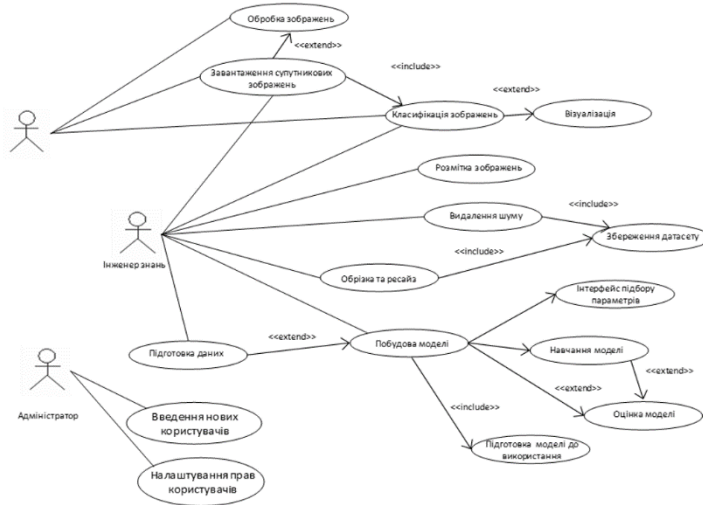 Обробка зображень
<<extend>>
Завантаження супутникових
зображень
<<include>>
<<extend>>
Класифікація зображень
Візуалізація
Розмітка зображень
<<include>>
Видалення шуму
Збереження датасету
<<include>>
Інженер знань
Обрізка та ресайз
Інтерфейс підбору
параметрів
<<extend>>
Підготовка даних
Побудова моделі
Навчання моделі
<<extend>>
<<extend>>
Адміністратор
<<include>>
Оцінка моделі
Введення нових
користувачів
Підготовка моделі до
використання
Налаштування прав
користувачів